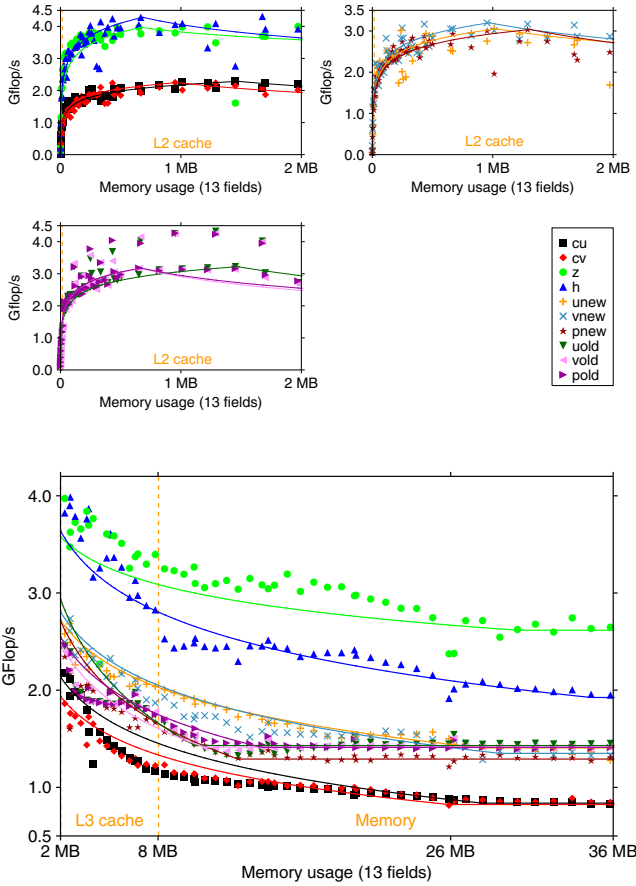 4.5
4.0
3.0
2.0
1.0
0.0
Gflop/s
L2 cache
0 1 MB 2 MB
Memory usage (13 fields)
3.5
3.0
2.0
1.0
0.0
Gflop/s
L2 cache
0 1 MB 2 MB
Memory usage (13 fields)
4.5
4.0
3.0
2.0
1.0
0.0
Gflop/s
L2 cache
0 1 MB 2 MB
Memory usage (13 fields)
cu
cv
z
h
unew
vnew
pnew
uold
vold
pold
4.0
3.0
2.0
1.0
0.5
GFlop/s
L3 cache Memory
2 MB 8 MB 26 MB 36 MB
Memory usage (13 fields)